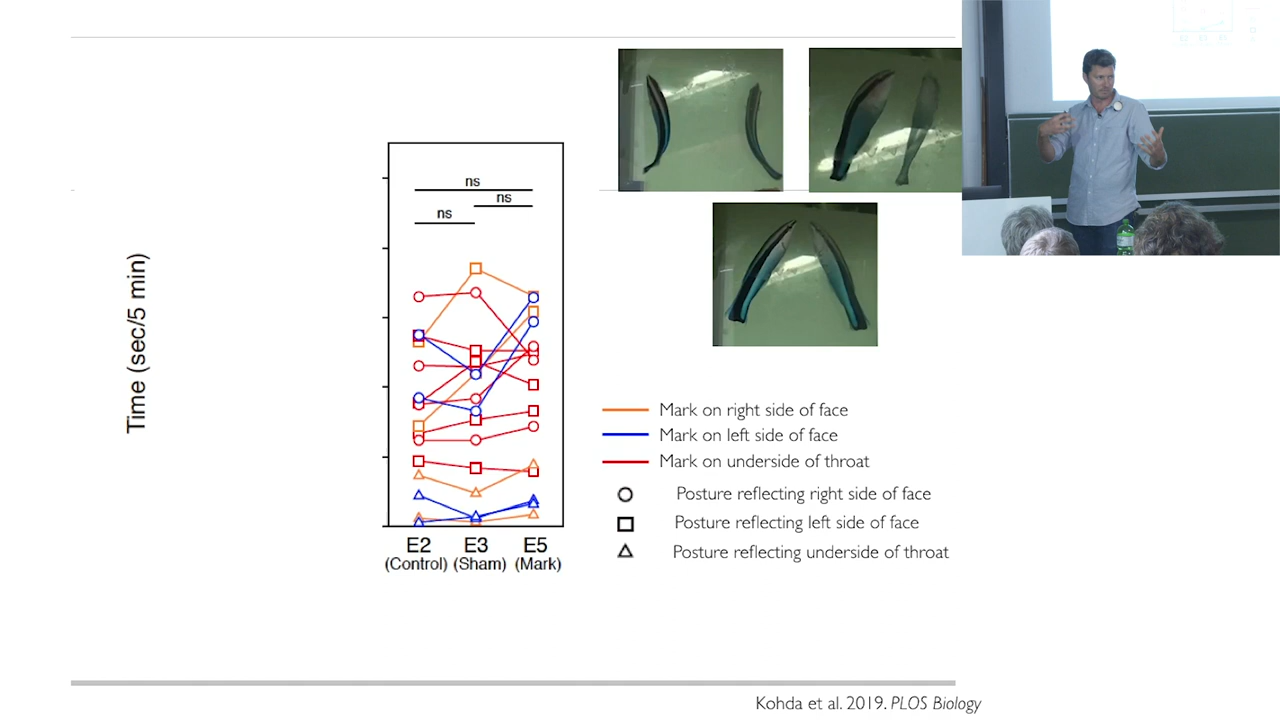 Time (sec/5 min)
ns
ns
ns
E2 E3 E5
(Control) (Sham) (Mark)
Mark on right side of face
Mark on left side of face
Mark on underside of throat
Posture reflecting right side of face
Posture reflecting left side of face
Posture reflecting underside of throat
Kohda et al. 2019. PLOS Biology